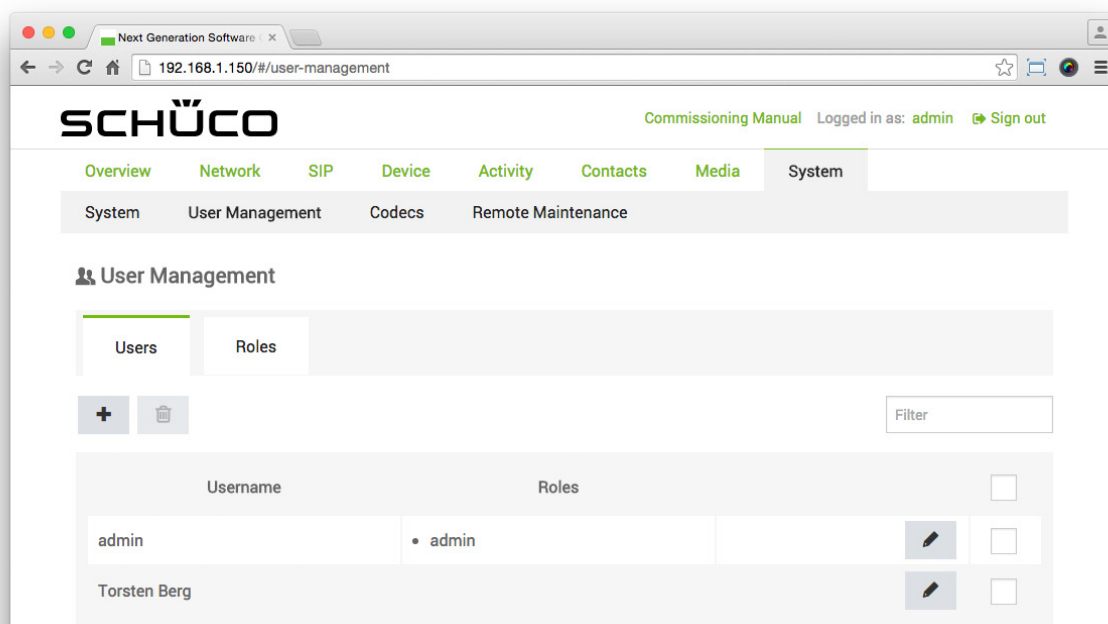 Next Generation Software
192.168.1.150/#/user-management
SCHÜCO
Commissioning Manual Logged in as: admin Sign out
Overview Network SIP Device Activity Contacts Media System
System User Management Codecs Remote Maintenance
User Management
Users Roles
Filter
Username Roles
admin • admin
Torsten Berg